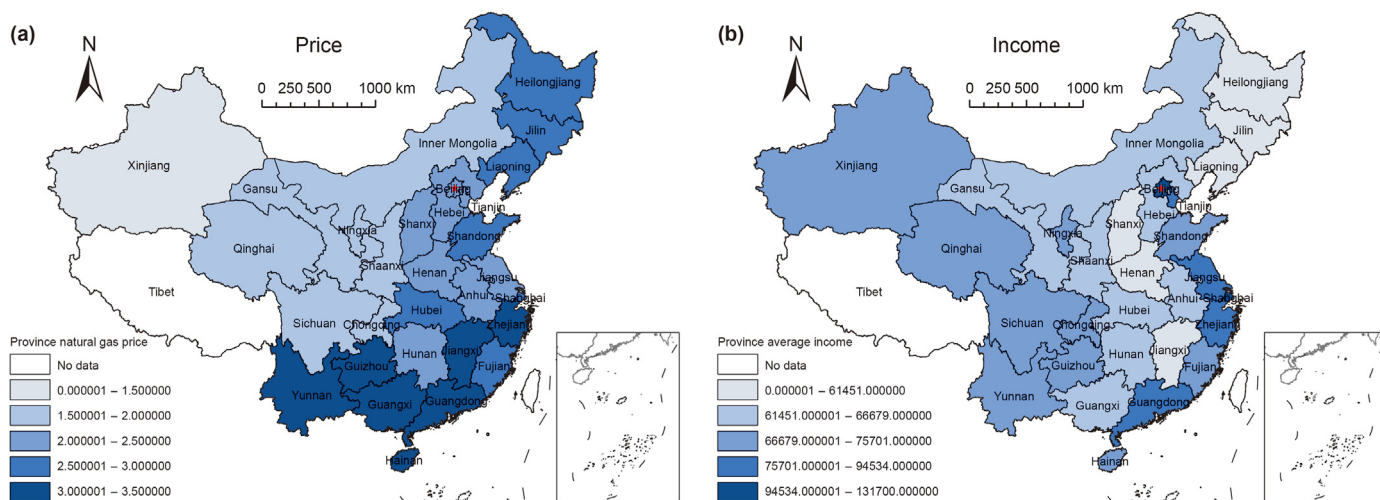 (a)
N
Price
0 250 500 1000 km
Heilongjiang
Jilin
Inner Mongolia
Liaoning
Xinjiang
Gansu
Beijing
Tianjin
Hebei
Ningxia
Shanxi
Shandong
Qinghai
Shaanxi
Henan
Jiangsu
Tibet
Anhui
Shanghai
Sichuan
Chongqing
Hubei
Zhejiang
Hunan
Jiangxi
Guizhou
Fujian
Yunnan
Guangxi
Guangdong
Hainan
Province natural gas price
No data
0.000001 – 1.500000
1.500001 – 2.000000
2.000001 – 2.500000
2.500001 – 3.000000
3.000001 – 3.500000
(b)
N
Income
0 250 500 1000 km
Heilongjiang
Jilin
Inner Mongolia
Liaoning
Xinjiang
Gansu
Beijing
Tianjin
Hebei
Ningxia
Shanxi
Shandong
Qinghai
Shaanxi
Henan
Jiangsu
Tibet
Anhui
Shanghai
Sichuan
Chongqing
Hubei
Zhejiang
Hunan
Jiangxi
Guizhou
Fujian
Yunnan
Guangxi
Guangdong
Hainan
Province average income
No data
0.000001 – 61451.000000
61451.000001 – 66679.000000
66679.000001 – 75701.000000
75701.000001 – 94534.000000
94534.000001 – 131700.000000